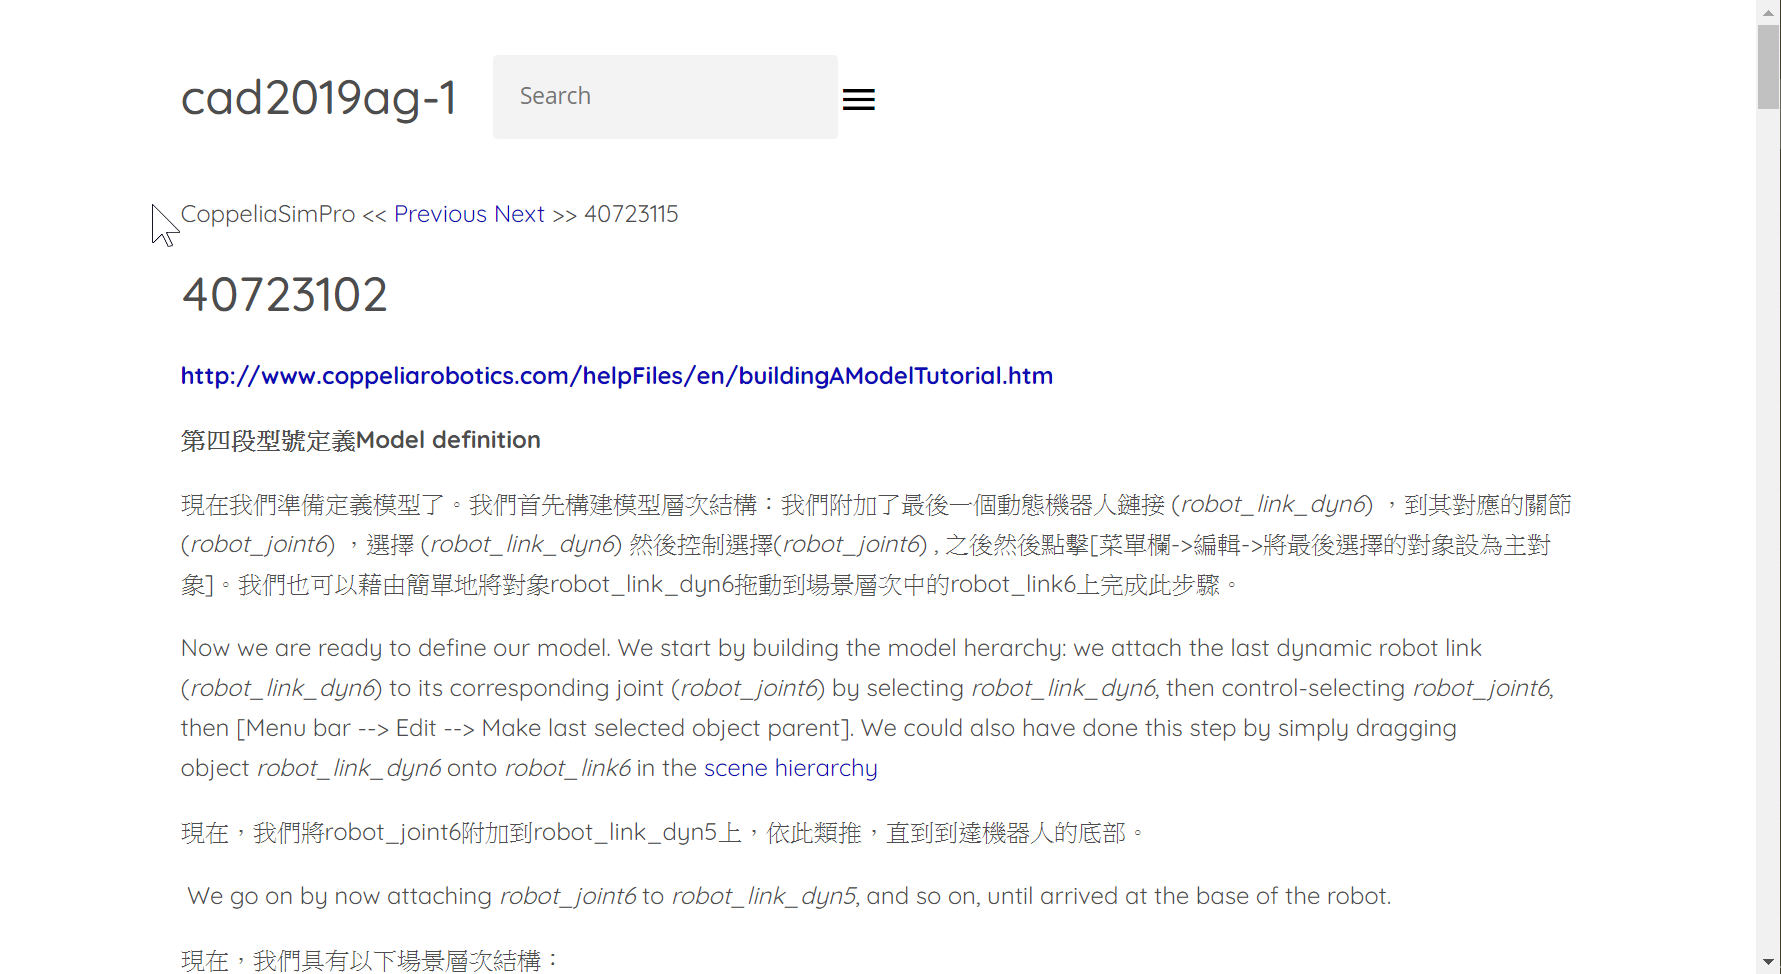 cad2019ag-1
Search
CoppeliaSimPro << Previous Next >> 40723115
40723102
http://www.coppeliarobotics.com/helpFiles/en/buildingAModelTutorial.htm
第四段型號定義Model definition
現在我們準備定義模型了。我們首先構建模型層次結構：我們附加了最後一個動態機器人鏈接 (robot_link_dyn6) ，到其對應的關節
(robot_joint6) ，選擇 (robot_link_dyn6) 然後控制選擇(robot_joint6) , 之後然後點擊[菜單欄->編輯->將最後選擇的對象設為主對
象]。我們也可以藉由簡單地將對象robot_link_dyn6拖動到場景層次中的robot_link6上完成此步驟。
Now we are ready to define our model. We start by building the model herarchy: we attach the last dynamic robot link
(robot_link_dyn6) to its corresponding joint (robot_joint6) by selecting robot_link_dyn6, then control-selecting robot_joint6,
then [Menu bar --> Edit --> Make last selected object parent]. We could also have done this step by simply dragging
object robot_link_dyn6 onto robot_link6 in the scene hierarchy
現在，我們將robot_joint6附加到robot_link_dyn5上，依此類推，直到到達機器人的底部。
We go on by now attaching robot_joint6 to robot_link_dyn5, and so on, until arrived at the base of the robot.
現在，我們具有以下場景層次結構：